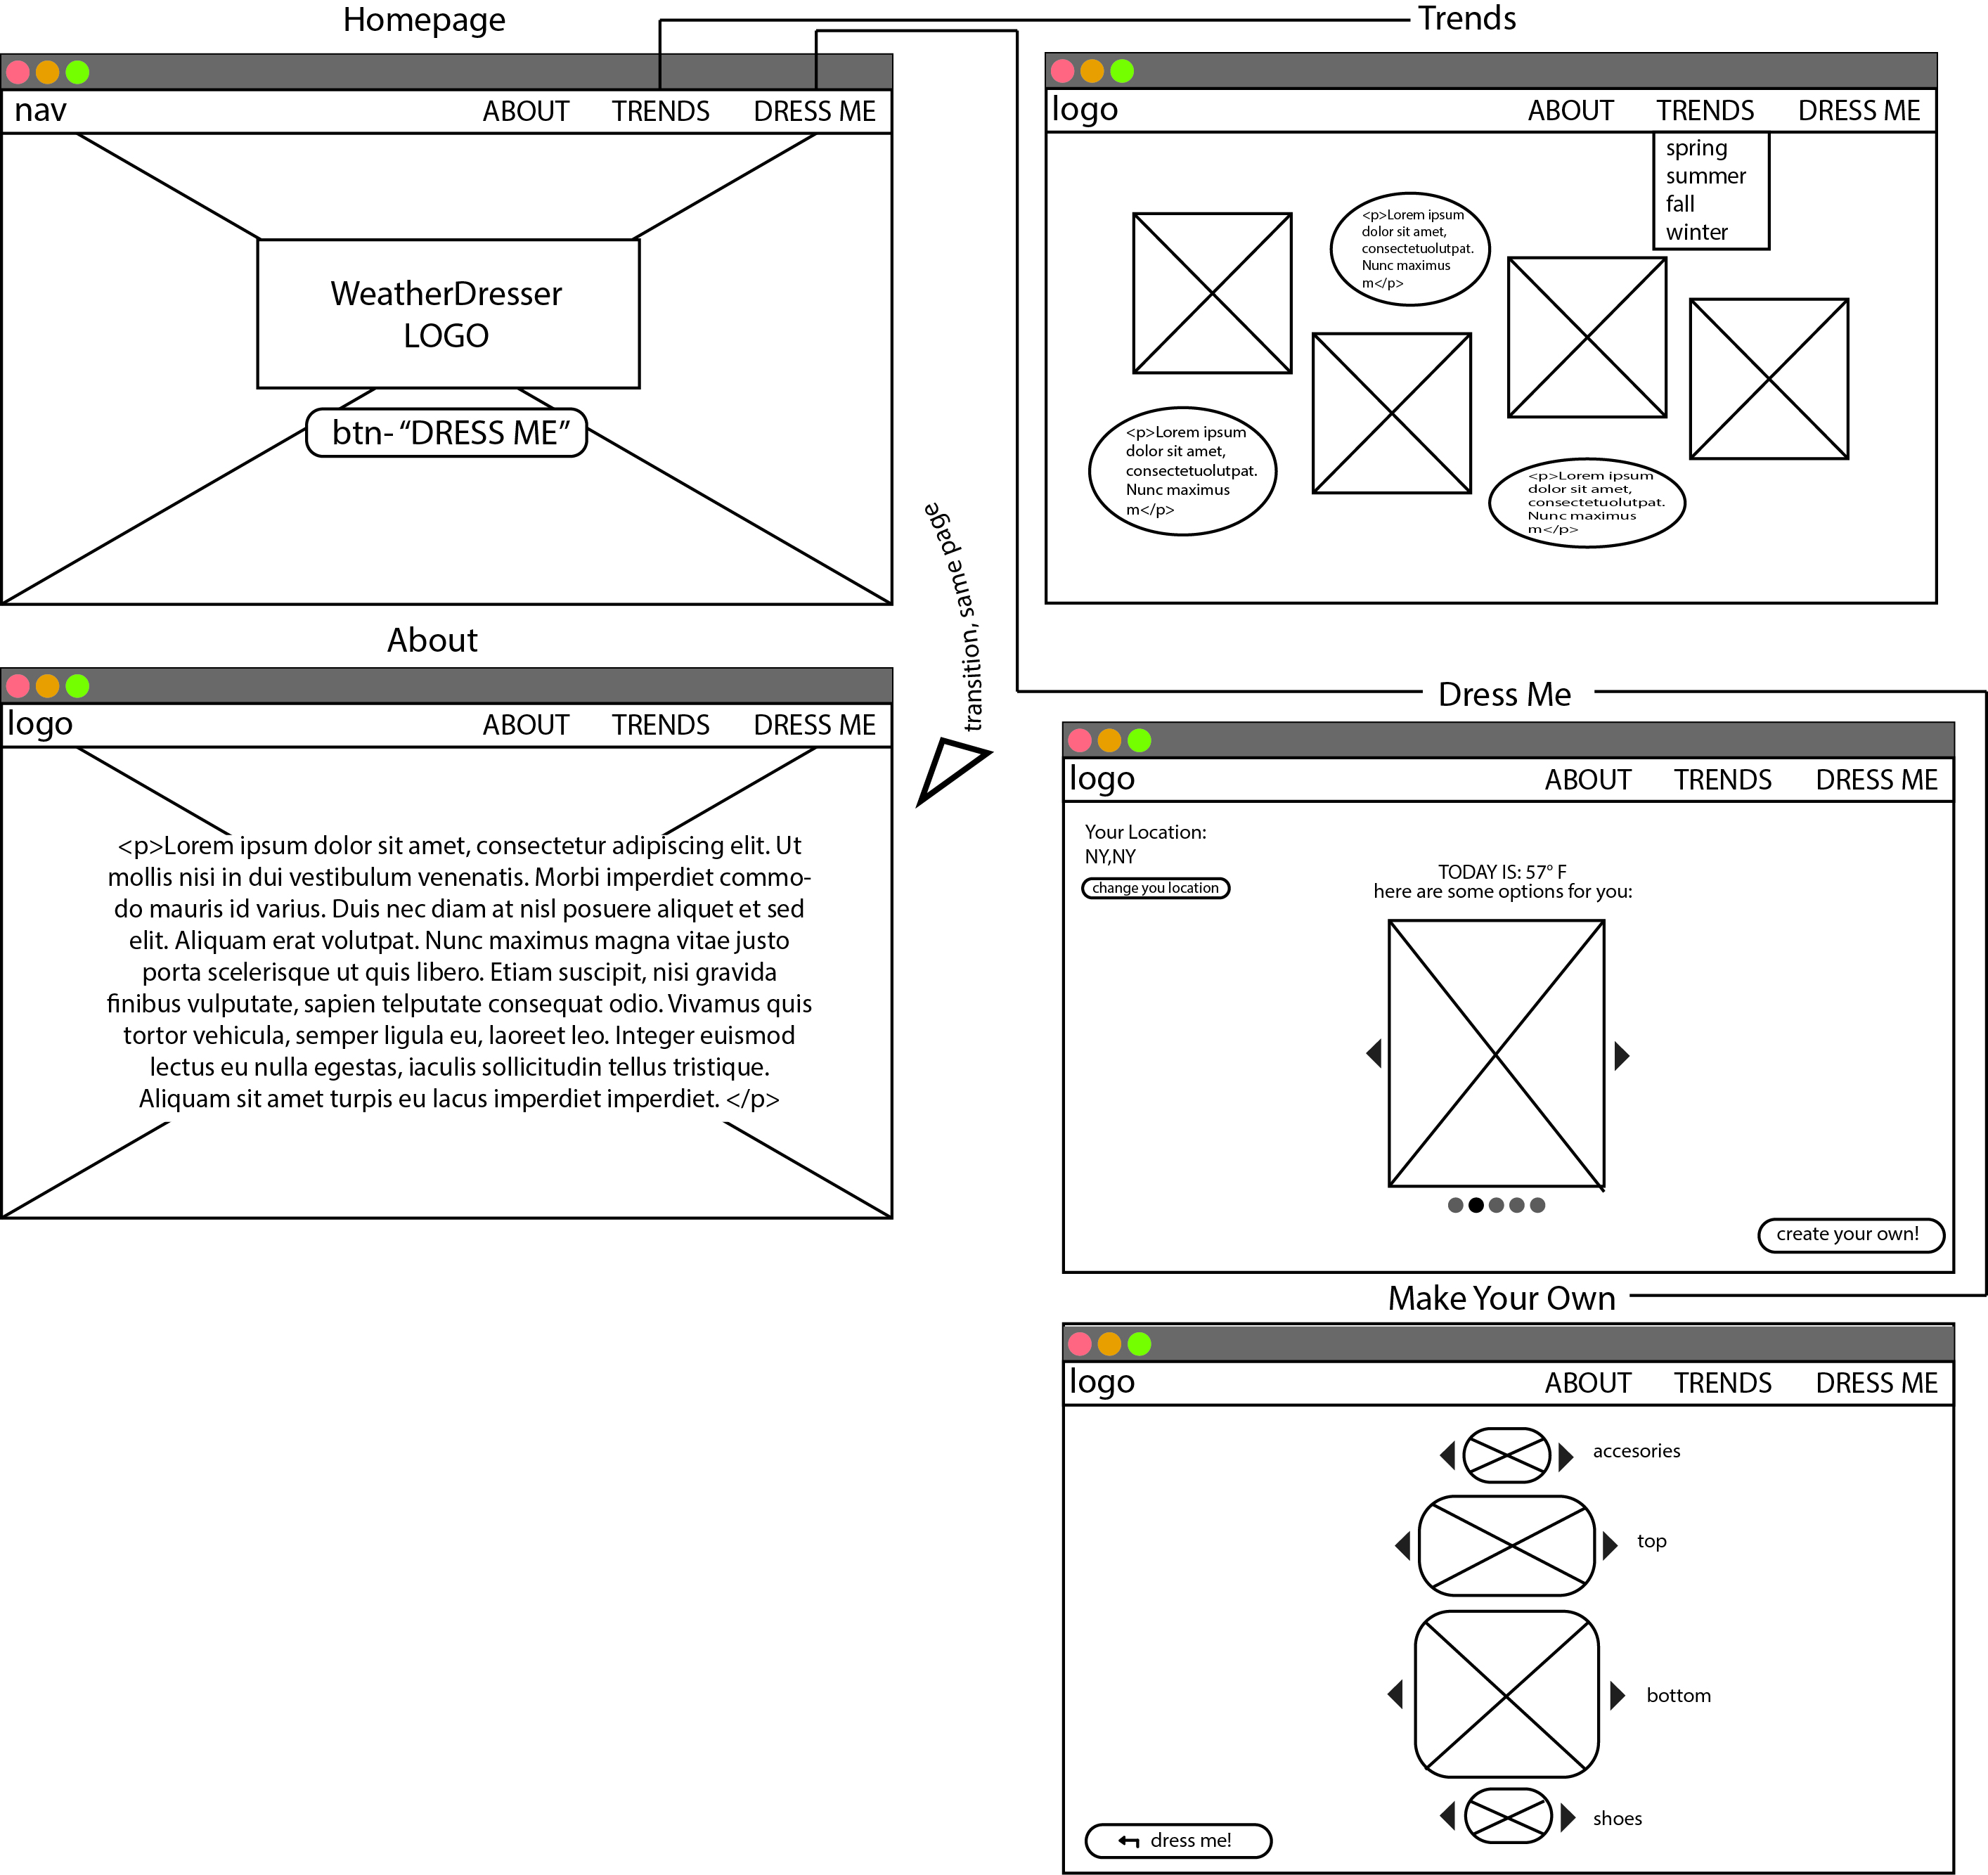 Homepage
nav
ABOUT TRENDS DRESS ME
WeatherDresser
LOGO
btn- “DRESS ME”
transition, same page
About
logo
ABOUT TRENDS DRESS ME
<p>Lorem ipsum dolor sit amet, consectetur adipiscing elit. Ut
mollis nisi in dui vestibulum venenatis. Morbi imperdiet commo-
do mauris id varius. Duis nec diam at nisl posuere aliquet et sed
elit. Aliquam erat volutpat. Nunc maximus magna vitae justo
porta scelerisque ut quis libero. Etiam suscipit, nisi gravida
finibus vulputate, sapien telputate consequat odio. Vivamus quis
tortor vehicula, semper ligula eu, laoreet leo. Integer euismod
lectus eu nulla egestas, iaculis sollicitudin tellus tristique.
Aliquam sit amet turpis eu lacus imperdiet imperdiet. </p>
Trends
logo
ABOUT TRENDS DRESS ME
spring
summer
fall
winter
<p>Lorem ipsum
dolor sit amet,
consectetuolutpat.
Nunc maximus
m</p>
<p>Lorem ipsum
dolor sit amet,
consectetuolutpat.
Nunc maximus
m</p>
<p>Lorem ipsum
dolor sit amet,
consectetuolutpat.
Nunc maximus
m</p>
Dress Me
logo
ABOUT TRENDS DRESS ME
Your Location:
NY,NY
change you location
TODAY IS: 57° F
here are some options for you:
create your own!
Make Your Own
logo
ABOUT TRENDS DRESS ME
accesories
top
bottom
shoes
dress me!